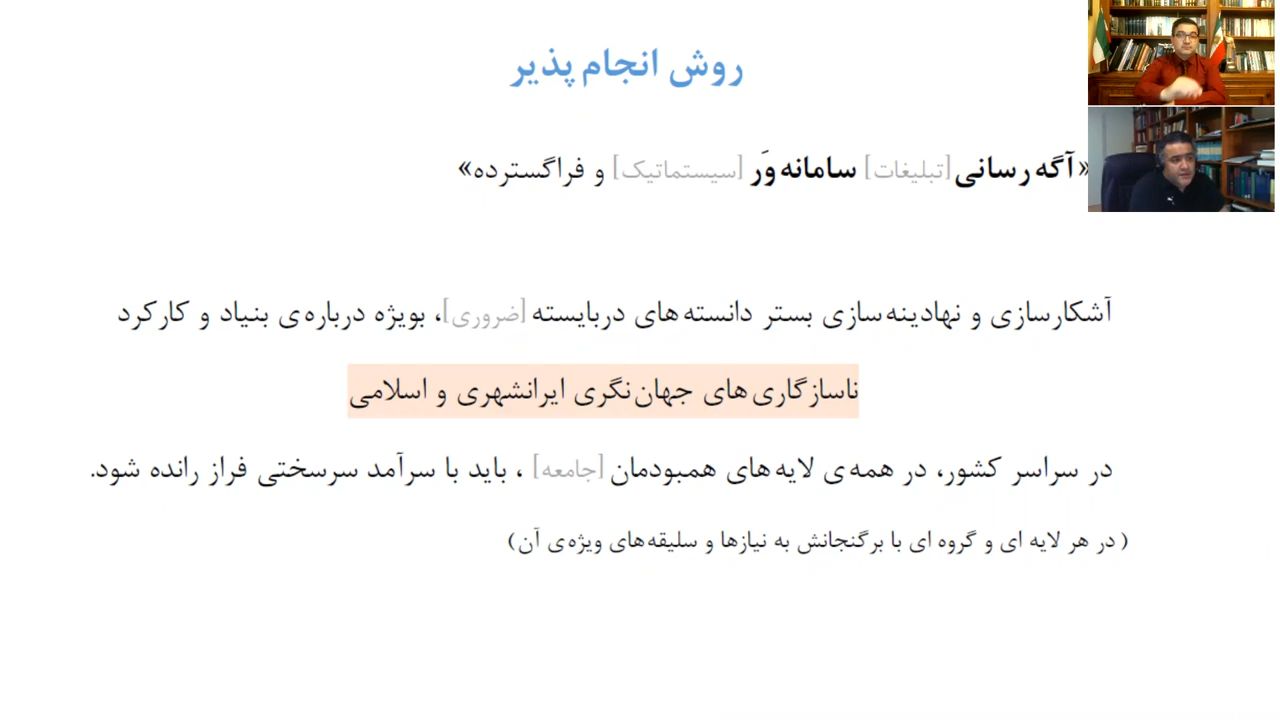 روش انجام پذیر
«آگه رسانی [تبلیغات] سامانه وَر [سیستماتیک] و فراگسترده»
آشکارسازی و نهادینه سازی بستر دانسته های دربایسته [ضروری]، بویژه درباره ی بنیاد و کارکرد
ناسازگاری های جهان نگری ایرانشهری و اسلامی
در سراسر کشور، در همه ی لایه های همبودمان [جامعه] ، باید با سرآمد سرسختی فراز رانده شود.
(در هر لایه ای و گروه ای با برگنجانش به نیازها و سلیقه های ویژه ی آن)